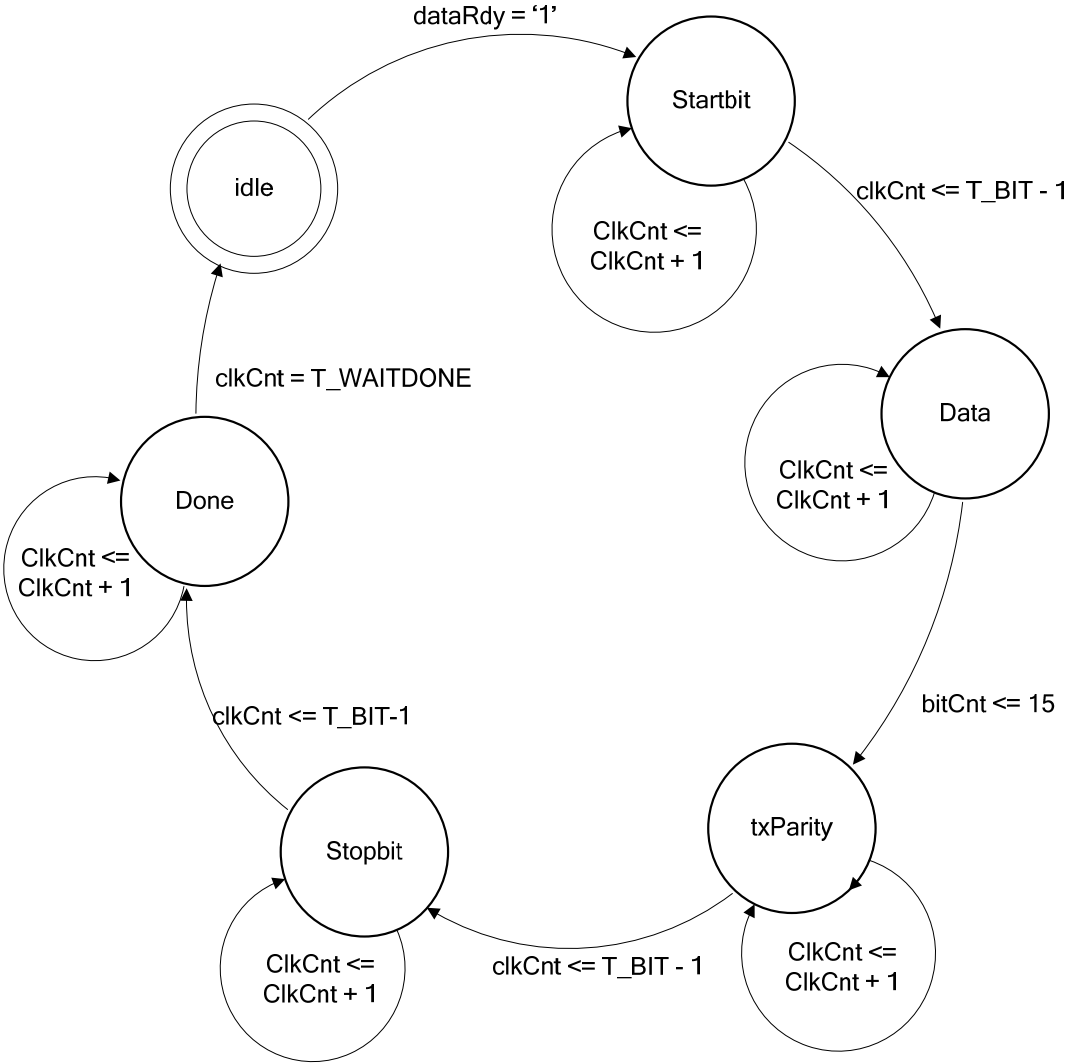 dataRdy = ‘1’
Startbit
idle
clkCnt <= T_BIT - 1
ClkCnt <=
ClkCnt + 1
clkCnt = T_WAITDONE
Data
ClkCnt <=
ClkCnt + 1
Done
ClkCnt <=
ClkCnt + 1
bitCnt <= 15
clkCnt <= T_BIT-1
txParity
Stopbit
ClkCnt <=
ClkCnt + 1
clkCnt <= T_BIT - 1
ClkCnt <=
ClkCnt + 1